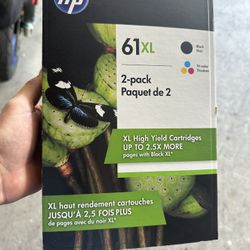 hp
61XL
Black
Noir
Tri-color
Tricolore
2-pack
Paquet de 2
XL High Yield Cartridges
UP TO 2.5X MORE
pages with Black XL*
XL haut rendement cartouches
JUSQU'À 2,5 FOIS PLUS
de pages avec du noir XL*